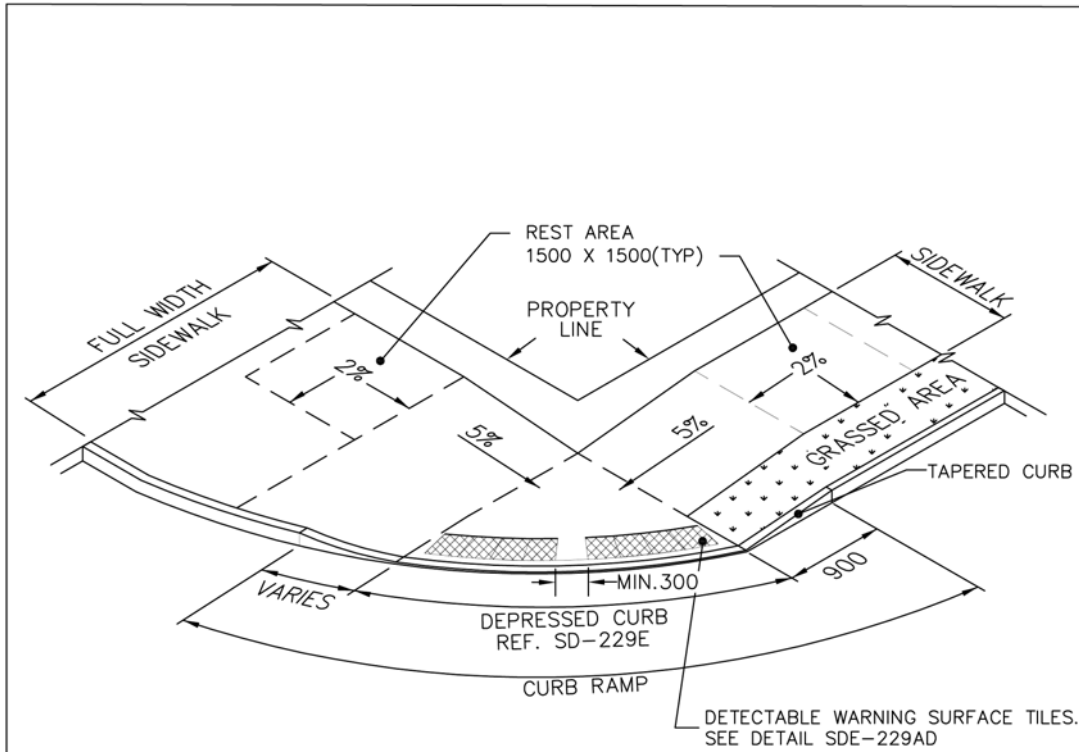 REST AREA
1500 X 1500(TYP)
PROPERTY
LINE
FULL WIDTH
SIDEWALK
SIDEWALK
2%
2%
5%
5%
GRASSED AREA
TAPERED CURB
900
MIN.300
VARIES
DEPRESSED CURB
REF. SD-229E
CURB RAMP
DETECTABLE WARNING SURFACE TILES.
SEE DETAIL SDE-229AD